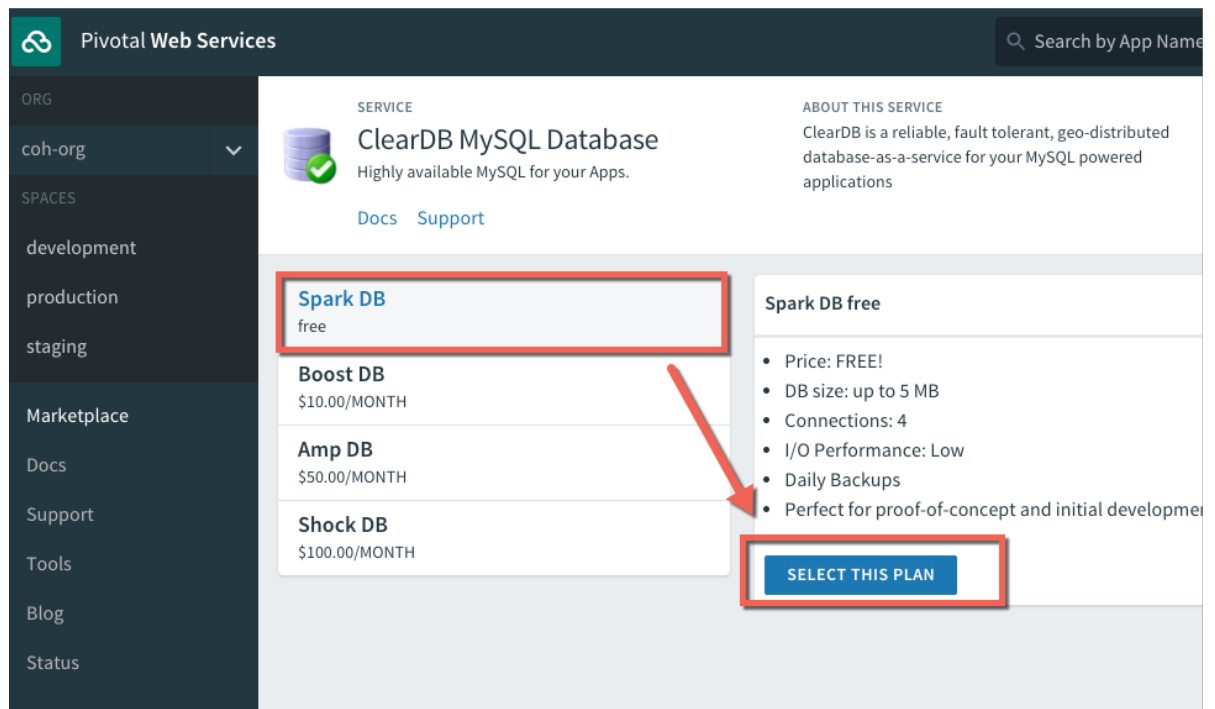 Pivotal Web Services
Search by App Name
ORG
coh-org
SPACES
development
production
staging
Marketplace
Docs
Support
Tools
Blog
Status
SERVICE
ClearDB MySQL Database
Highly available MySQL for your Apps.
Docs Support
ABOUT THIS SERVICE
ClearDB is a reliable, fault tolerant, geo-distributed
database-as-a-service for your MySQL powered
applications
Spark DB
free
Boost DB
$10.00/MONTH
Amp DB
$50.00/MONTH
Shock DB
$100.00/MONTH
Spark DB free
• Price: FREE!
• DB size: up to 5 MB
• Connections: 4
• I/O Performance: Low
• Daily Backups
• Perfect for proof-of-concept and initial
SELECT THIS PLAN